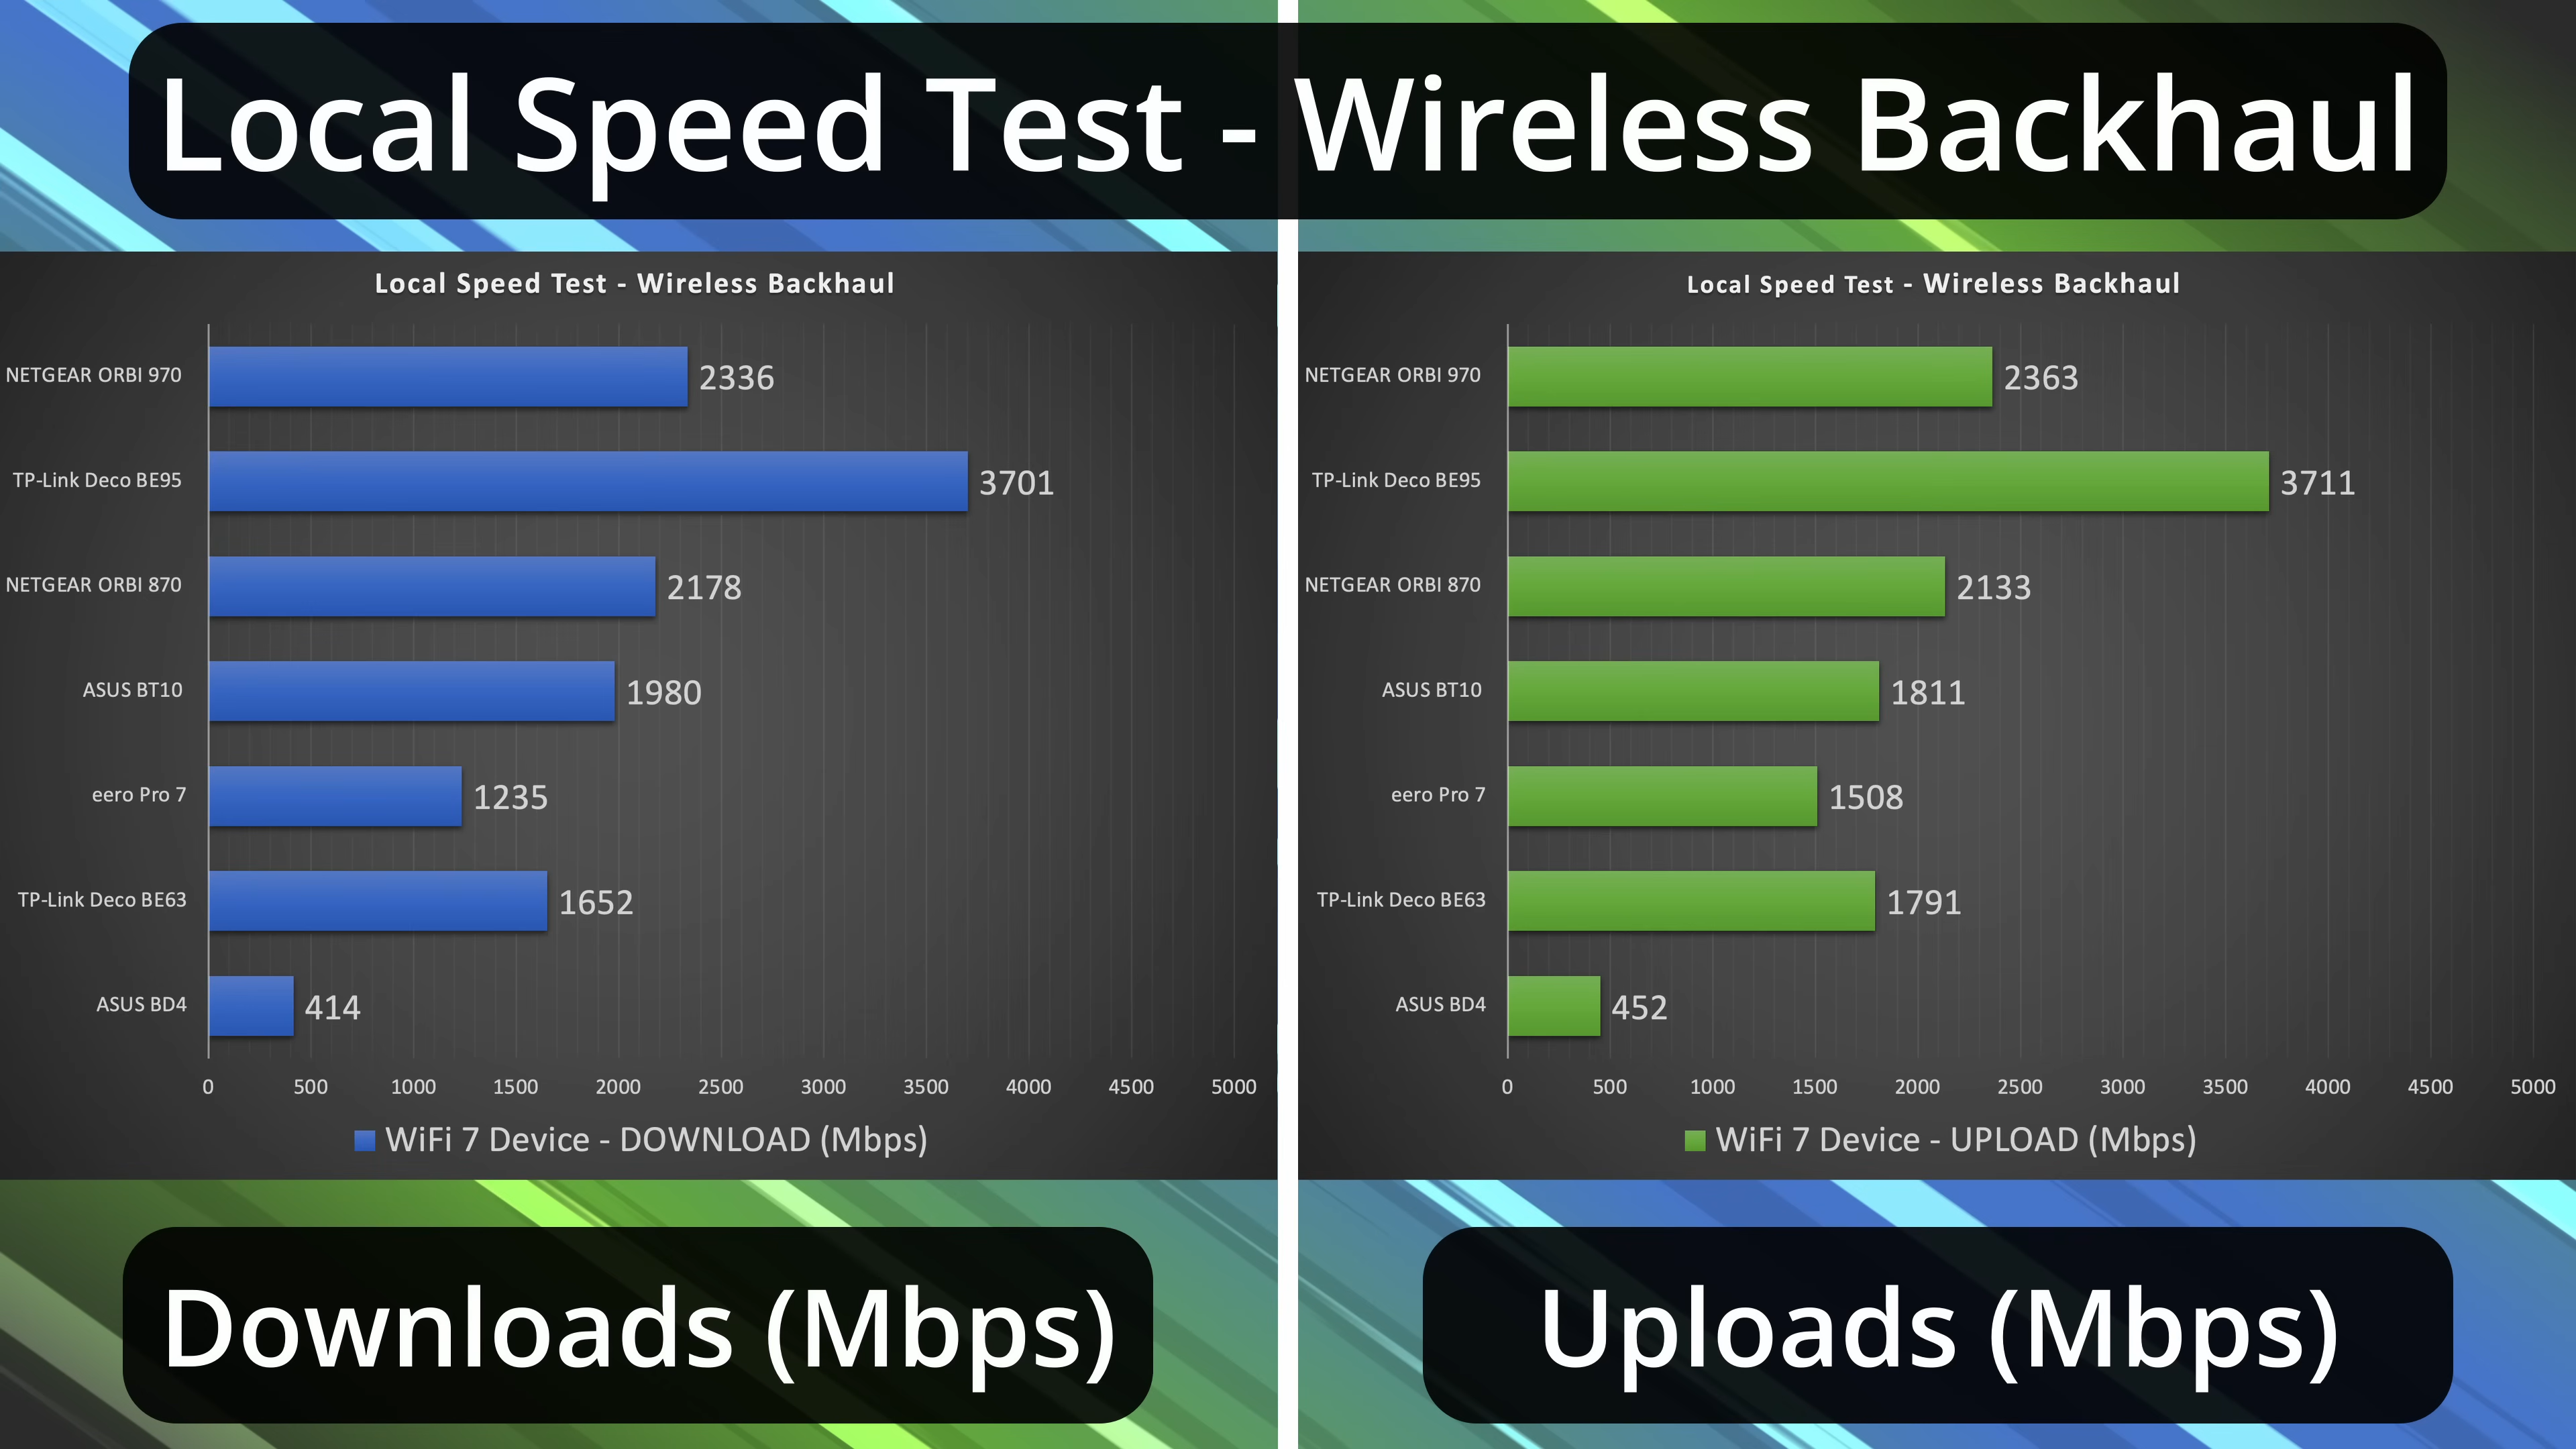 Local Speed Test - Wireless Backhaul
Local Speed Test - Wireless Backhaul
NETGEAR ORBI 970
2336
TP-Link Deco BE95
3701
NETGEAR ORBI 870
2178
ASUS BT10
1980
eero Pro 7
1235
TP-Link Deco BE63
1652
ASUS BD4
414
0 500 1000 1500 2000 2500 3000 3500 4000 4500 5000
WiFi 7 Device - DOWNLOAD (Mbps)
Downloads (Mbps)
Local Speed Test - Wireless Backhaul
NETGEAR ORBI 970
2363
TP-Link Deco BE95
3711
NETGEAR ORBI 870
2133
ASUS BT10
1811
eero Pro 7
1508
TP-Link Deco BE63
1791
ASUS BD4
452
0 500 1000 1500 2000 2500 3000 3500 4000 4500 5000
WiFi 7 Device - UPLOAD (Mbps)
Uploads (Mbps)